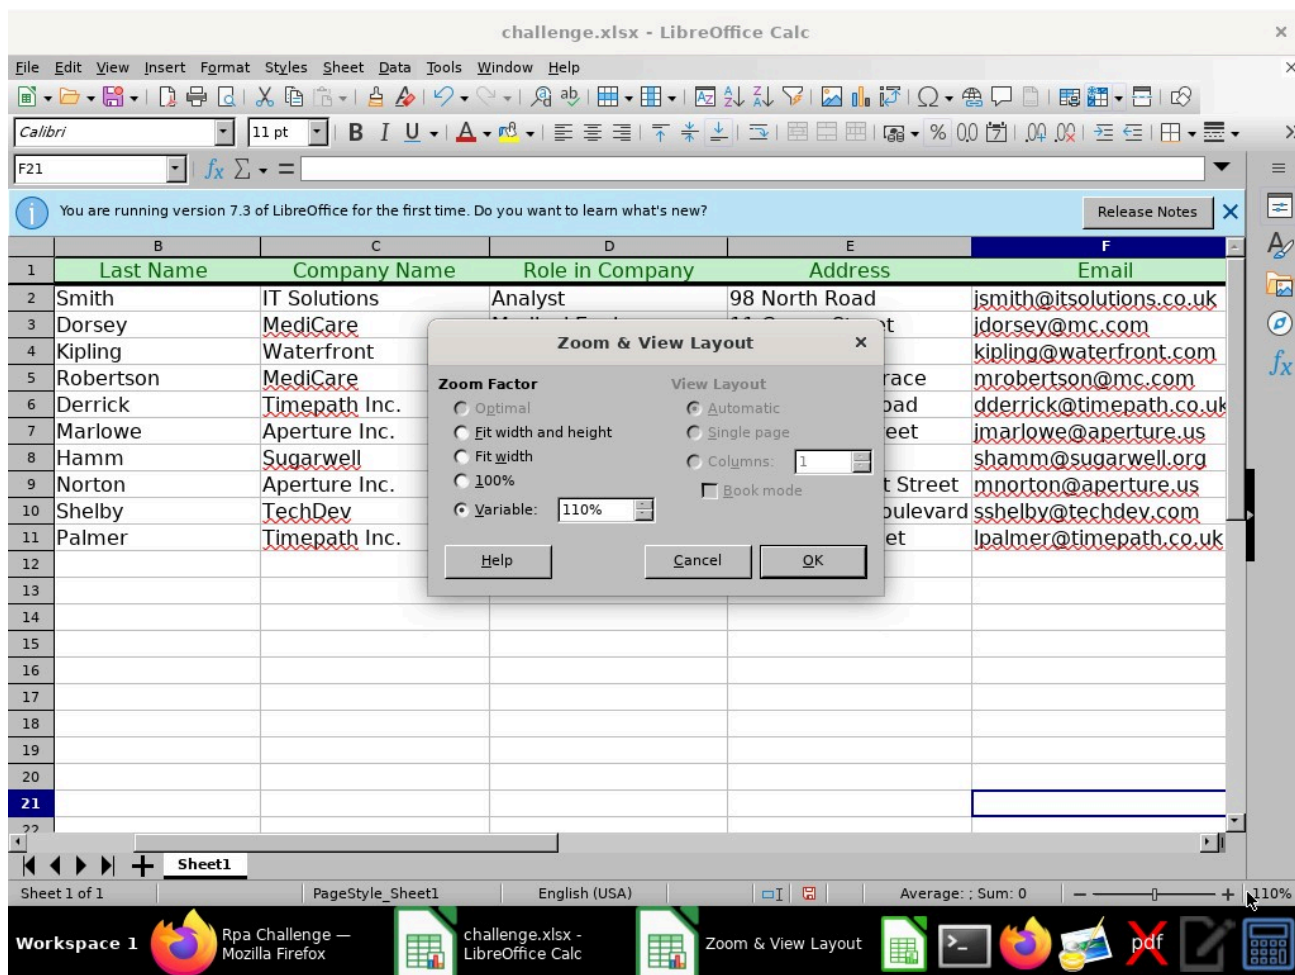 challenge.xlsx - LibreOffice Calc
File Edit View Insert Format Styles Sheet Data Tools Window Help
Calibri 11 pt
F21
You are running version 7.3 of LibreOffice for the first time. Do you want to learn what's new? Release Notes
B C D E F
1 Last Name Company Name Role in Company Address Email
2 Smith IT Solutions Analyst 98 North Road jsmith@itsolutions.co.uk
3 Dorsey MediCare jdorsey@mc.com
4 Kipling Waterfront kipling@waterfront.com
5 Robertson MediCare race mrobertson@mc.com
6 Derrick Timepath Inc. oad dderrick@timepath.co.uk
7 Marlowe Aperture Inc. eet jmarlowe@aperture.us
8 Hamm Sugarwell shamm@sugarwell.org
9 Norton Aperture Inc. t Street mnorton@aperture.us
10 Shelby TechDev oulevard sshelby@techdev.com
11 Palmer Timepath Inc. et lpalmer@timepath.co.uk
12
13
14
15
16
17
18
19
20
21
22
Zoom & View Layout
Zoom Factor
Optimal
Fit width and height
Fit width
100%
Variable: 110%
View Layout
Automatic
Single page
Columns: 1
Book mode
Help Cancel OK
Sheet1
Sheet 1 of 1 PageStyle_Sheet1 English (USA) Average: ; Sum: 0 110%
Workspace 1
Rpa Challenge —
Mozilla Firefox
challenge.xlsx -
LibreOffice Calc
Zoom & View Layout
pdf